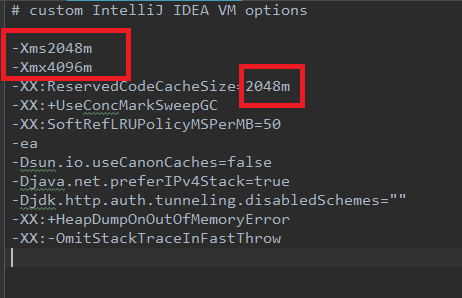 # custom IntelliJ IDEA VM options
-Xms2048m
-Xmx4096m
-XX:ReservedCodeCacheSize=2048m
-XX:+UseConcMarkSweepGC
-XX:SoftRefLRUPolicyMSPerMB=50
-ea
-Dsun.io.useCanonCaches=false
-Djava.net.preferIPv4Stack=true
-Djdk.http.auth.tunneling.disabledSchemes=""
-XX:+HeapDumpOnOutOfMemoryError
-XX:-OmitStackTraceInFastThrow